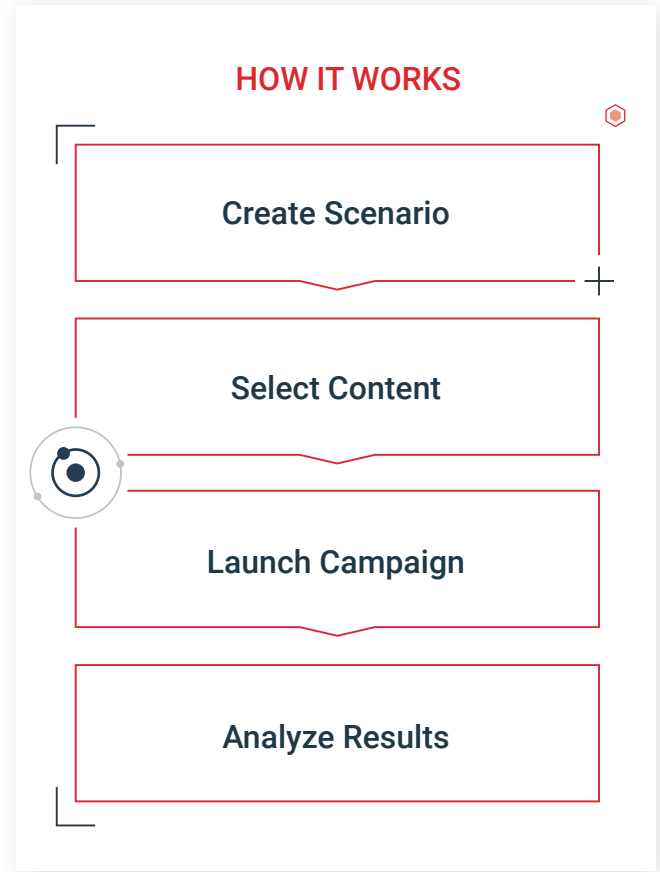 HOW IT WORKS
Create Scenario
Select Content
Launch Campaign
Analyze Results